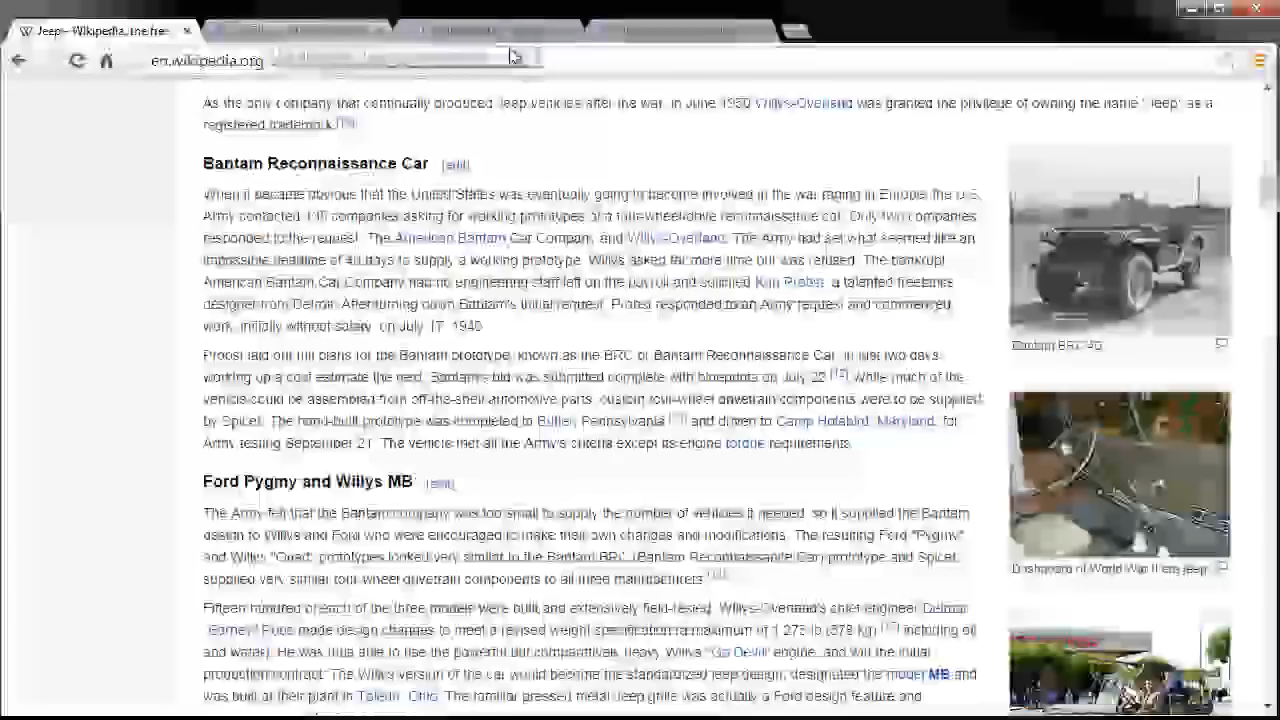 Jeep - Wikipedia, the free
en.wikipedia.org
As the only company that continually produced Jeep vehicles after the war, in June 1950 Willys-Overland was granted the privilege of owning the name "Jeep" as a
registered trademark.
Bantam Reconnaissance Car [edit]
When it became obvious that the United States was eventually going to become involved in the war raging in Europe, the U.S.
Army contacted companies asking for working prototypes of a four-wheel-drive reconnaissance car. Only two companies
responded to the request: The American Bantam Car Company and Willys-Overland. The Army had set what seemed like an
impossible deadline of days to supply a working prototype. Willys asked for more time but was refused. The bankrupt
American Bantam Car Company had no engineering staff left on the payroll and solicited Karl Probst, a talented freelance
designer from Detroit. After turning down Bantam's initial request, Probst responded to an Army request and commenced
work, initially without salary, on July 17, 1940.
Probst laid out full plans for the Bantam prototype, known as the BRC or Bantam Reconnaissance Car, in just two days,
working up a cost estimate the next. Bantam's bid was submitted complete with blueprints on July 22. While much of the
vehicle could be assembled from off-the-shelf automotive parts, custom four-wheel drivetrain components were to be supplied
by Spicer. The hand-built prototype was completed in Butler, Pennsylvania and driven to Camp Holabird, Maryland, for
Army testing September 21. The vehicle met all the Army's criteria except its engine torque requirements.
Bantam BRC 40
Ford Pygmy and Willys MB [edit]
The Army felt that the Bantam company was too small to supply the number of vehicles it needed, so it supplied the Bantam
design to Willys and Ford who were encouraged to make their own changes and modifications. The resulting Ford "Pygmy"
and Willys "Quad" prototypes looked very similar to the Bantam BRC (Bantam Reconnaissance Car) prototype and Spicer
supplied very similar four-wheel drivetrain components to all three manufacturers.
Dashboard of World War II era jeep
Fifteen hundred of each of the three models were built and extensively field-tested. Willys-Overland's chief engineer Delmar
"Barney" Roos made design changes to meet a revised weight specification (a maximum of 1,275 lb (578 kg) including oil
and water). He was thus able to use the powerful but comparatively heavy Willys "Go Devil" engine, and win the initial
production contract. The Willys version of the car would become the standardized jeep design, designated the model MB and
was built at their plant in Toledo, Ohio. The familiar pressed metal Jeep grille was actually a Ford design feature and